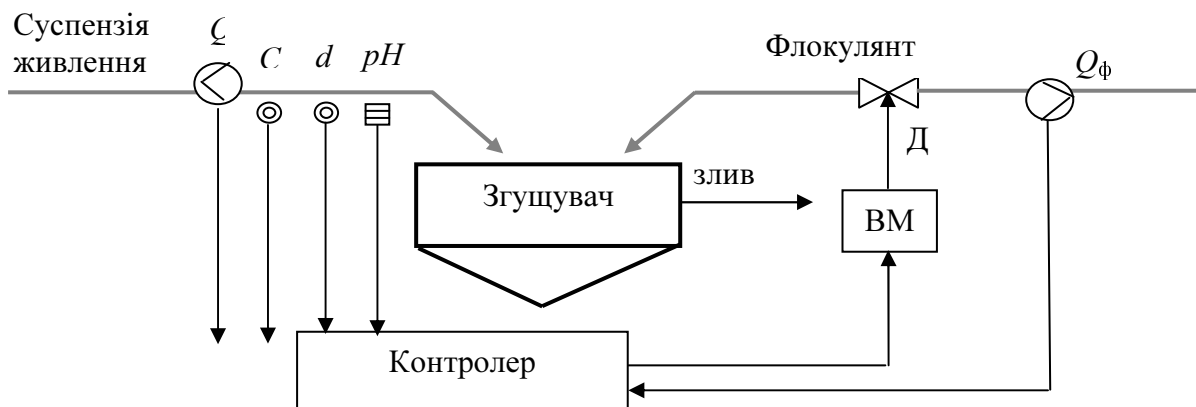 Суспензія
живлення
C
d
pH
Флокулянт
Qф
Д
злив
Згущувач
ВМ
Контролер